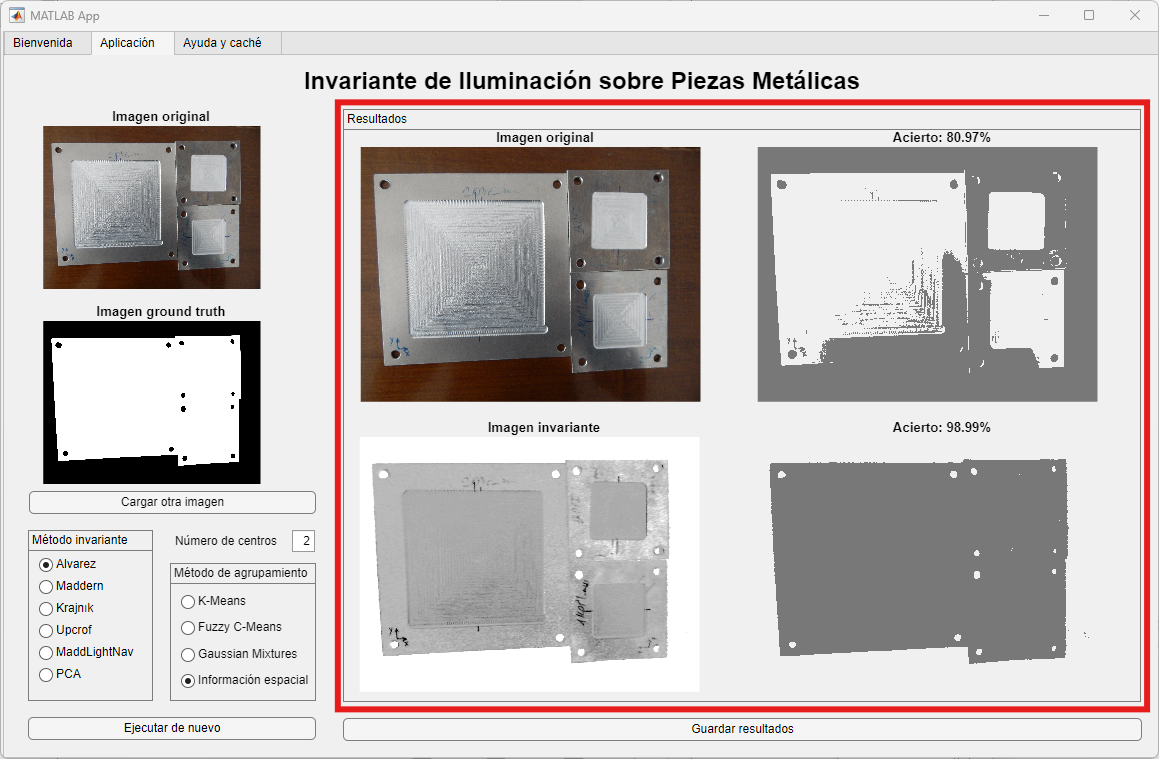 MATLAB App
Bienvenida
Aplicación
Ayuda y caché
Invariante de Iluminación sobre Piezas Metálicas
Imagen original
Imagen ground truth
Cargar otra imagen
Método invariante
Alvarez
Maddern
Krajnik
Upcrof
MaddLightNav
PCA
Número de centros
2
Método de agrupamiento
K-Means
Fuzzy C-Means
Gaussian Mixtures
Información espacial
Ejecutar de nuevo
Resultados
Imagen original
Acierto: 80.97%
Imagen invariante
Acierto: 98.99%
Guardar resultados